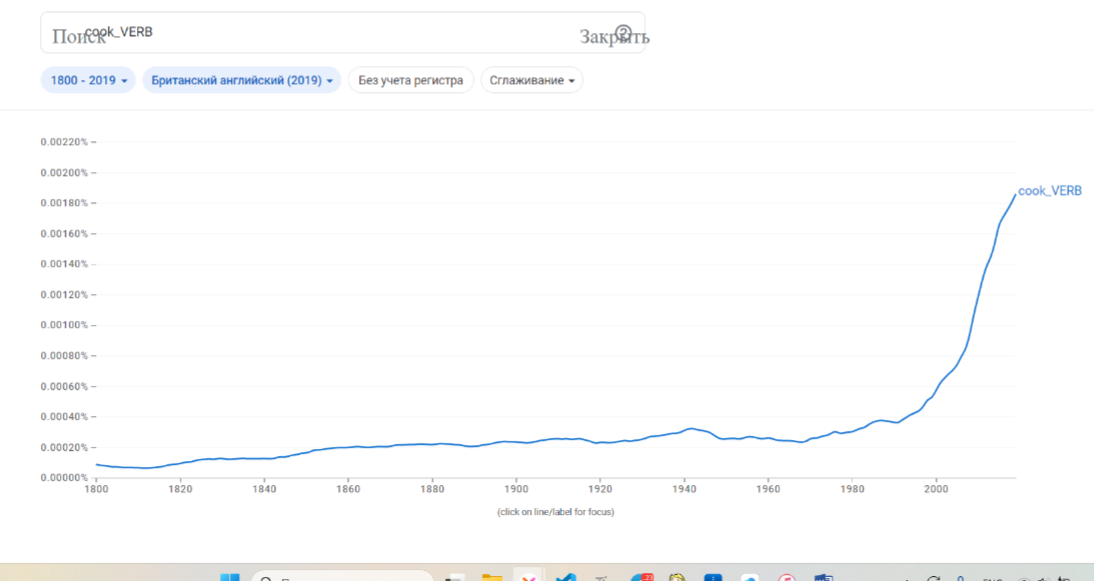 cook_VERB
Поиск
Закрыть
1800 - 2019
Британский английский (2019)
Без учета регистра
Сглаживание
0.00220%
0.00200%
0.00180%
0.00160%
0.00140%
0.00120%
0.00100%
0.00080%
0.00060%
0.00040%
0.00020%
0.00000%
cook_VERB
1800 1820 1840 1860 1880 1900 1920 1940 1960 1980 2000
(click on line/label for focus)